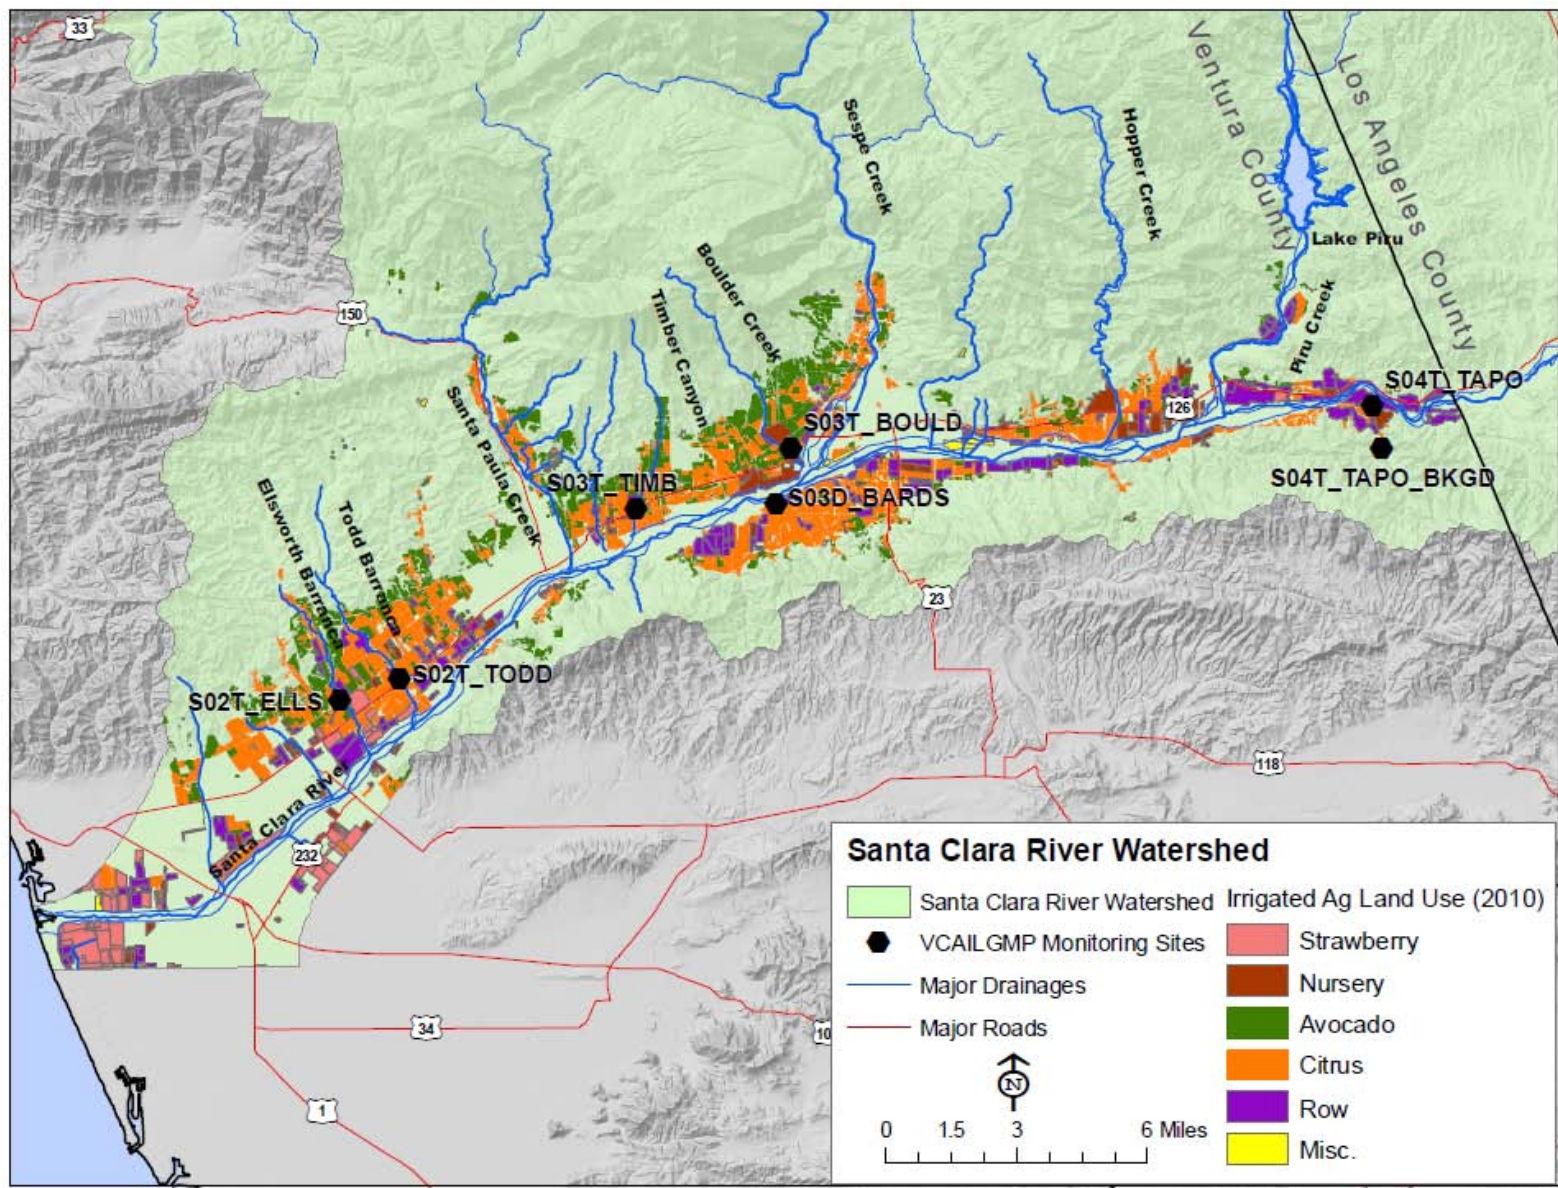 33
Ventura County
Los Angeles County
Sespe Creek
Hopper Creek
Lake Piru
Boulder Creek
Timber Canyon
Piru Creek
150
Santa Paula Creek
S04T_TAPO
126
S03T_BOULD
S04T_TAPO_BKGD
S03T_TIMB
S03D_BARDS
Ellsworth Barranca
Todd Barranca
23
S02T_TODD
S02T_ELLS
118
Santa Clara River
232
34
1
10
Santa Clara River Watershed
Santa Clara River Watershed
VCAILGMP Monitoring Sites
Major Drainages
Major Roads
N
0 1.5 3 6 Miles
Irrigated Ag Land Use (2010)
Strawberry
Nursery
Avocado
Citrus
Row
Misc.